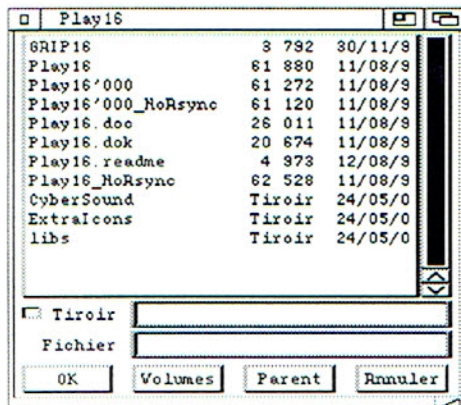 Play16
GRIP16 3 792 30/11/9
Play16 61 880 11/08/9
Play16'000 61 272 11/08/9
Play16'000_NoAsync 61 120 11/08/9
Play16.doc 26 011 11/08/9
Play16.dok 20 674 11/08/9
Play16.readme 4 973 12/08/9
Play16_NoAsync 62 528 11/08/9
CyberSound Tiroir 24/05/0
ExtraIcons Tiroir 24/05/0
libs Tiroir 24/05/0
Tiroir
Fichier
OK Volumes Parent Annuler